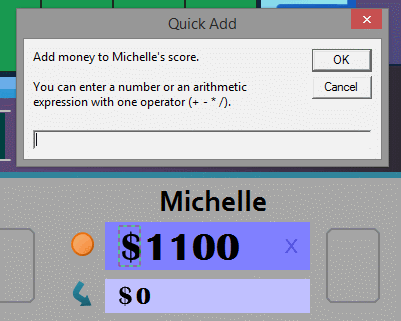 Quick Add
Add money to Michelle's score.
OK
You can enter a number or an arithmetic
expression with one operator (+ - * /).
Cancel
Michelle
$1100 X
$0